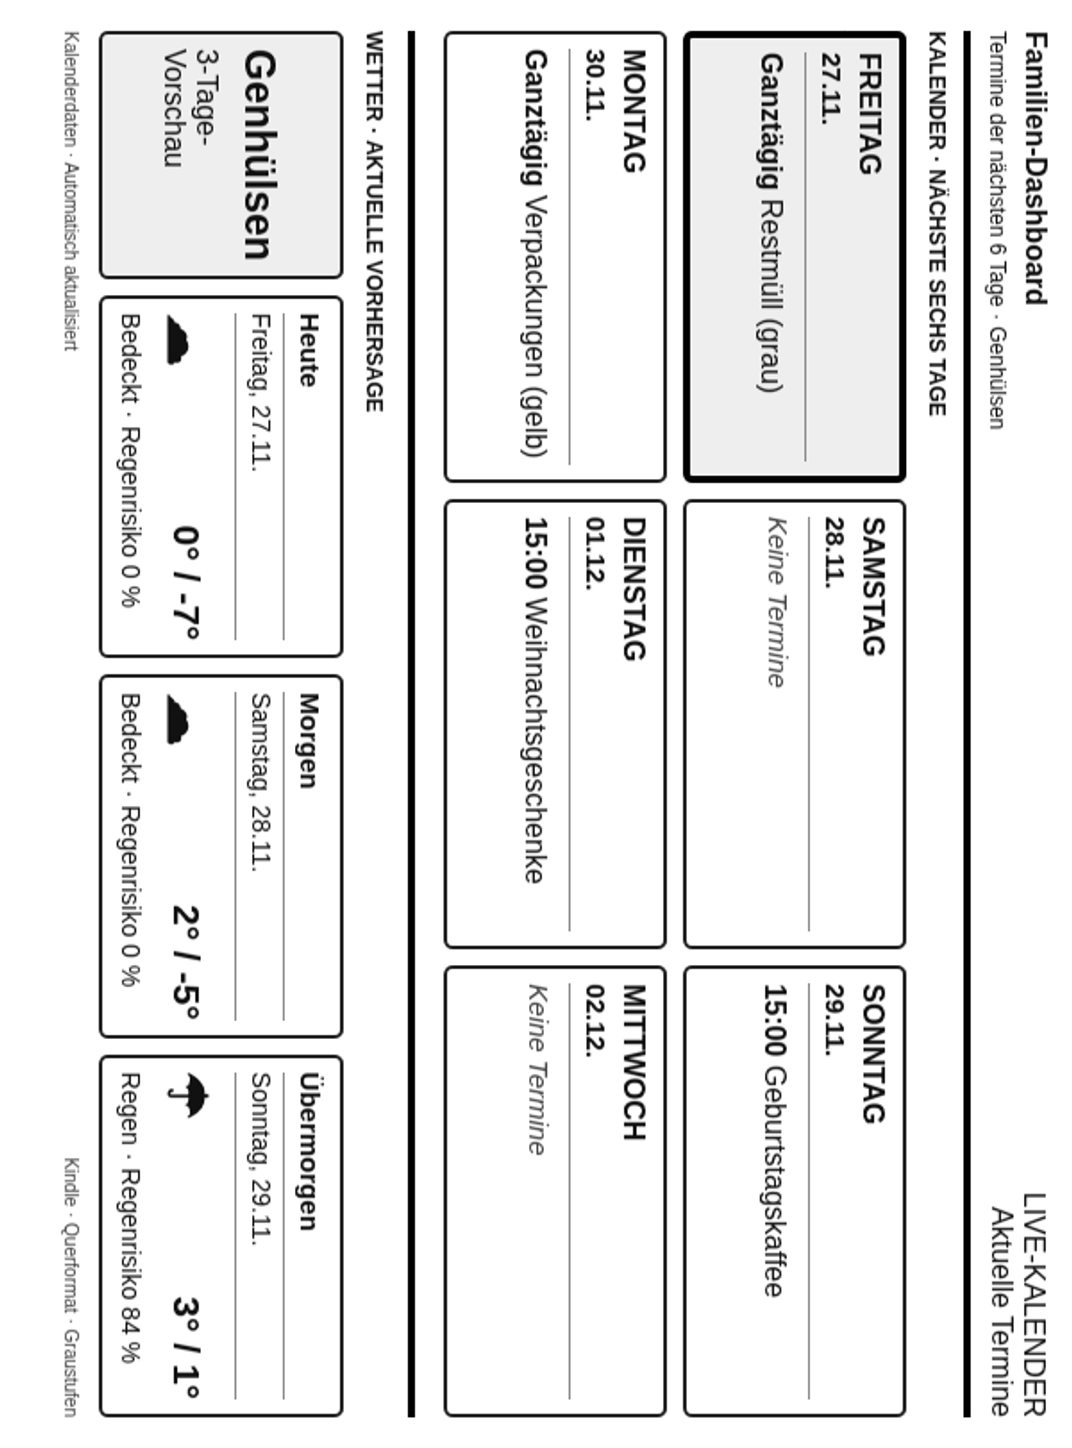 Familien-Dashboard
Termine der nächsten 6 Tage · Genhülsen
LIVE-KALENDER
Aktuelle Termine
KALENDER · NÄCHSTE SECHS TAGE
FREITAG
27.11.
Ganztägig Restmüll (grau)
SAMSTAG
28.11.
Keine Termine
SONNTAG
29.11.
15:00 Geburtstagskaffee
MONTAG
30.11.
Ganztägig Verpackungen (gelb)
DIENSTAG
01.12.
15:00 Weihnachtsgeschenke
MITTWOCH
02.12.
Keine Termine
WETTER · AKTUELLE VORHERSAGE
Genhülsen
3-Tage-
Vorschau
Heute
Freitag, 27.11.
0° / -7°
Bedeckt · Regenrisiko 0 %
Morgen
Samstag, 28.11.
2° / -5°
Bedeckt · Regenrisiko 0 %
Übermorgen
Sonntag, 29.11.
3° / 1°
Regen · Regenrisiko 84 %
Kalenderdaten · Automatisch aktualisiert
Kindle · Querformat · Graustufen